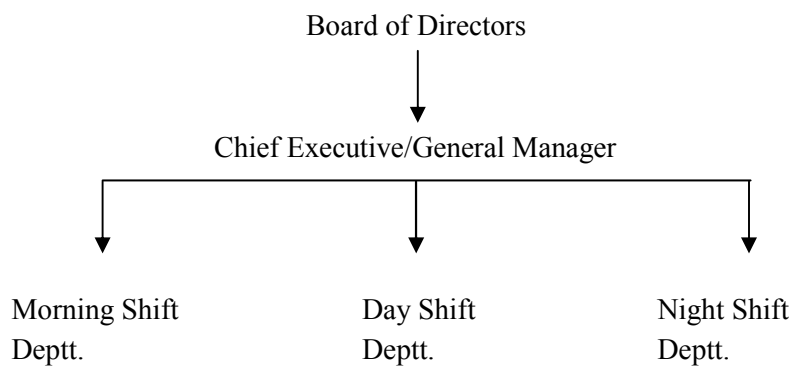 Board of Directors
Chief Executive/General Manager
Morning Shift
Deptt.
Day Shift
Deptt.
Night Shift
Deptt.